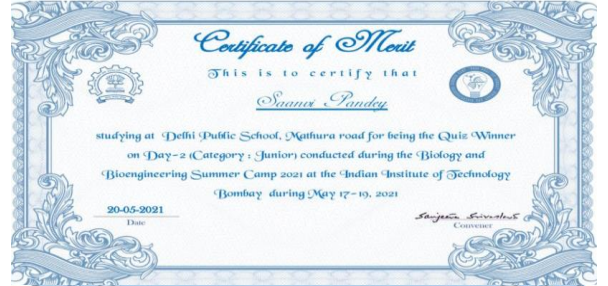 Certificate of Merit
This is to certify that
Saanvi Pandey
studying at Delhi Public School, Mathura road for being the Quiz Winner
on Day-2 (Category : Junior) conducted during the Biology and
Bioengineering Summer Camp 2021 at the Indian Institute of Technology
Bombay during May 17-19, 2021
20-05-2021
Date
Sanjeeva Srivastava
Convener